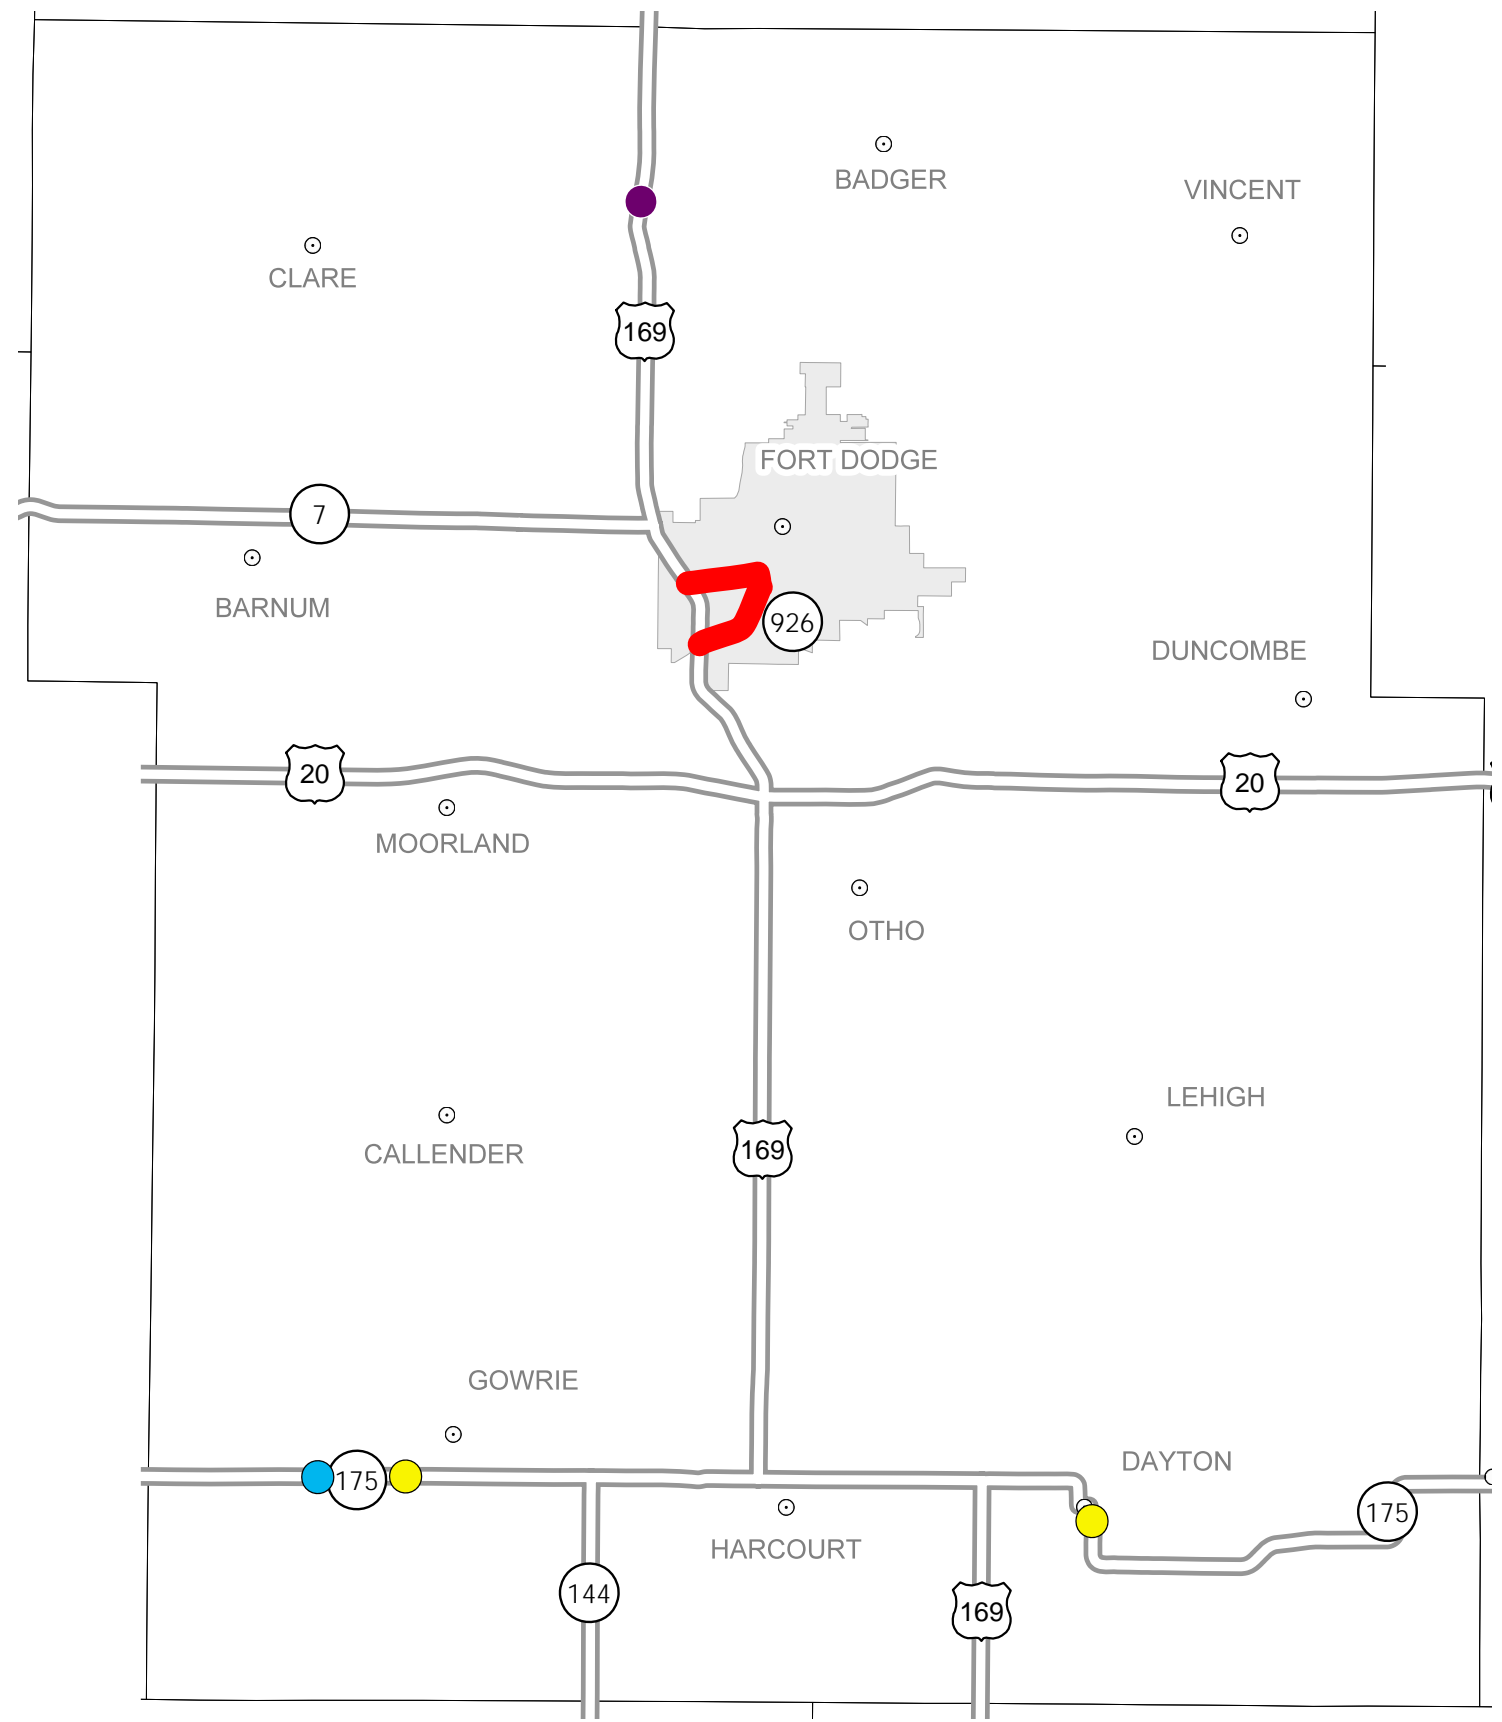 BADGER
VINCENT
CLARE
169
FORT DODGE
7
BARNUM
926
DUNCOMBE
20
20
MOORLAND
OTHO
LEHIGH
169
CALLENDER
GOWRIE
DAYTON
175
175
HARCOURT
144
169